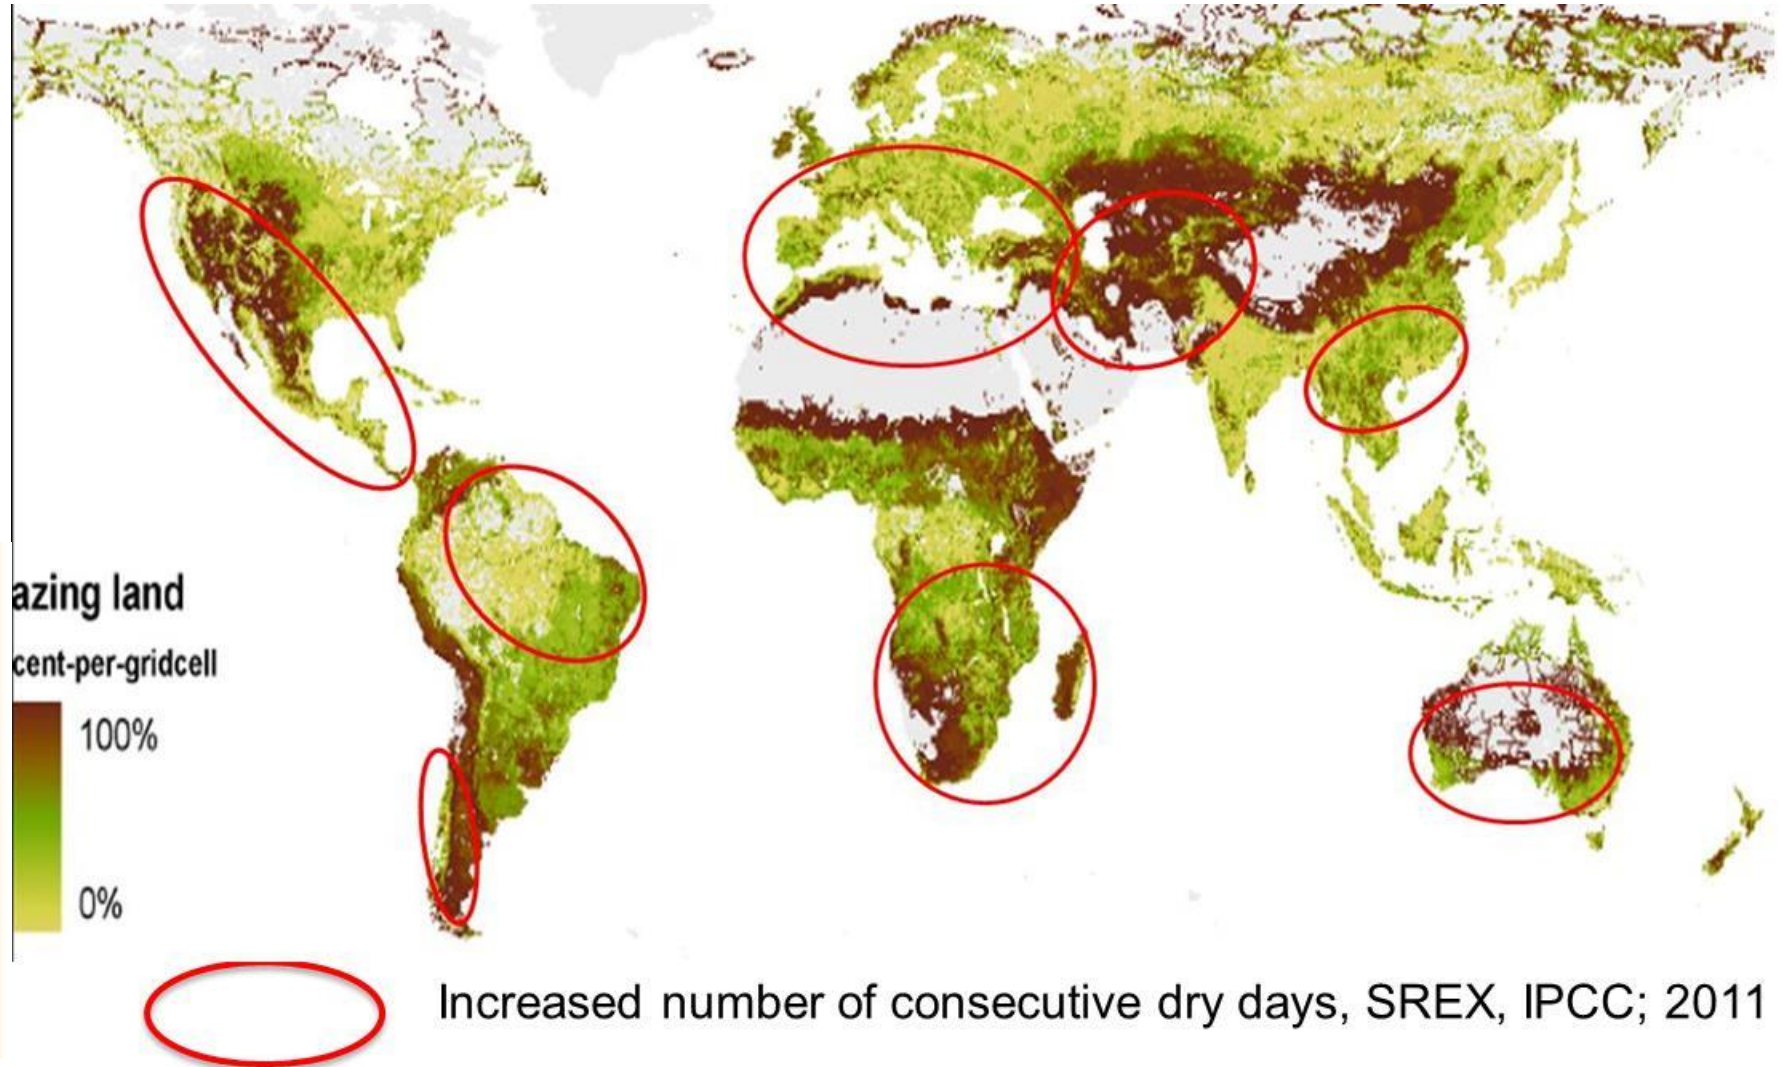 azing land
cent-per-gridcell
100%
0%
Increased number of consecutive dry days, SREX, IPCC; 2011